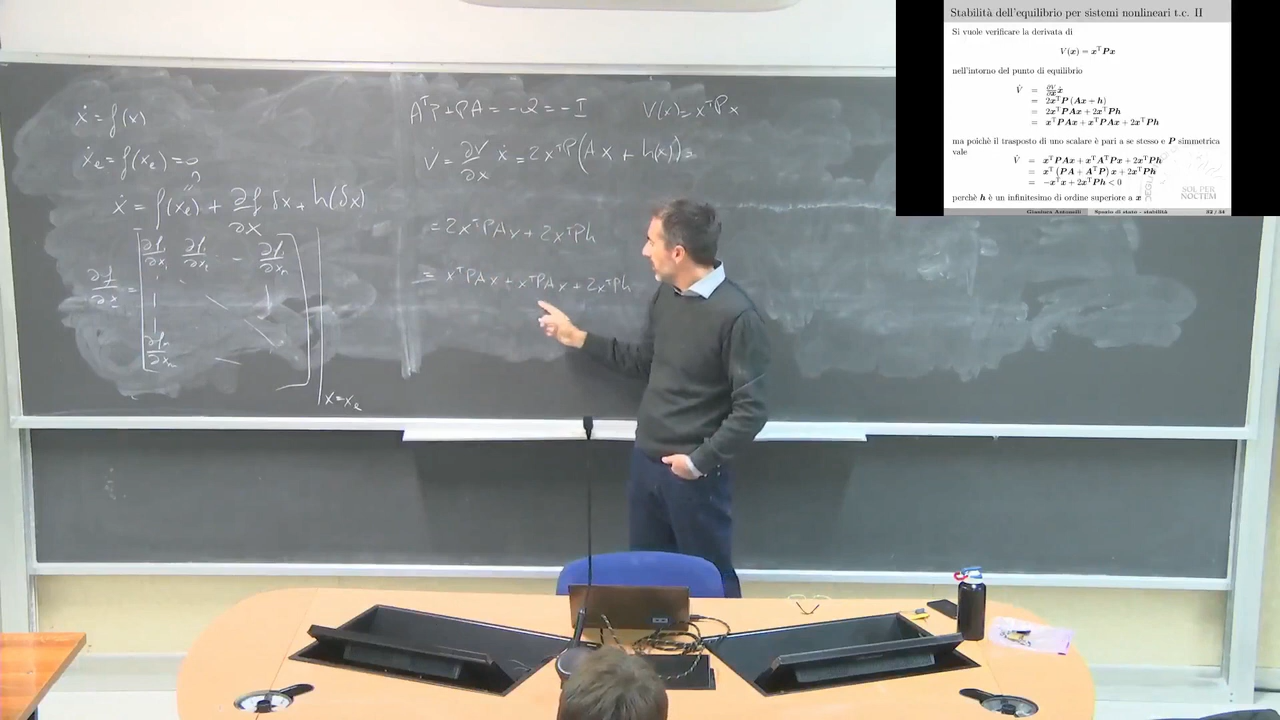 ẋ = f(x)
ẋₑ = f(xₑ) = 0
0
ẋ = f(xₑ) + ∂f/∂x δx + h(δx)
∂f/∂x = [∂f₁/∂x₁ ∂f₁/∂x₂ - ∂f₁/∂xₙ
∂fₙ/∂xₙ ]
x=xₑ
AᵀP + PA = -Q = -I V(x) = xᵀPx
V̇ = ∂V/∂x ẋ = 2xᵀP(Ax + h(x)) =
= 2xᵀPAx + 2xᵀPh
= xᵀPAx + xᵀPAx + 2xᵀPh
Stabilità dell'equilibrio per sistemi nonlineari t.c. II
Si vuole verificare la derivata di
V(x) = xᵀPx
nell'intorno del punto di equilibrio
V̇ = ∂V/∂x ẋ
= 2xᵀP (Ax + h)
= 2xᵀPAx + 2xᵀPh
= xᵀPAx + xᵀPAx + 2xᵀPh
ma poichè il trasposto di uno scalare è pari a se stesso e P simmetrica
vale
V̇ = xᵀPAx + xᵀAᵀPx + 2xᵀPh
= xᵀ (PA + AᵀP) x + 2xᵀPh
= -xᵀx + 2xᵀPh < 0
perchè h è un infinitesimo di ordine superiore a x
DEGLI
SOL PER
NOCTEM
Gianluca Antonelli Spazio di stato - stabilità 32 / 34